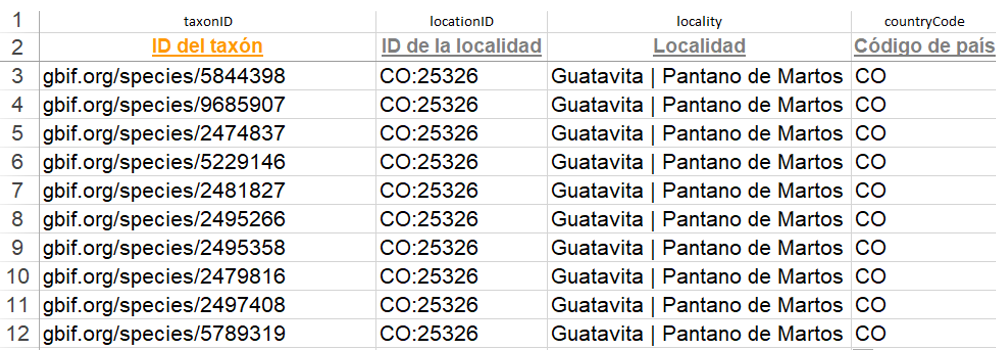 1 taxonID locationID locality countryCode
2 ID del taxón ID de la localidad Localidad Código de país
3 gbif.org/species/5844398 CO:25326 Guatavita | Pantano de Martos CO
4 gbif.org/species/9685907 CO:25326 Guatavita | Pantano de Martos CO
5 gbif.org/species/2474837 CO:25326 Guatavita | Pantano de Martos CO
6 gbif.org/species/5229146 CO:25326 Guatavita | Pantano de Martos CO
7 gbif.org/species/2481827 CO:25326 Guatavita | Pantano de Martos CO
8 gbif.org/species/2495266 CO:25326 Guatavita | Pantano de Martos CO
9 gbif.org/species/2495358 CO:25326 Guatavita | Pantano de Martos CO
10 gbif.org/species/2479816 CO:25326 Guatavita | Pantano de Martos CO
11 gbif.org/species/2497408 CO:25326 Guatavita | Pantano de Martos CO
12 gbif.org/species/5789319 CO:25326 Guatavita | Pantano de Martos CO